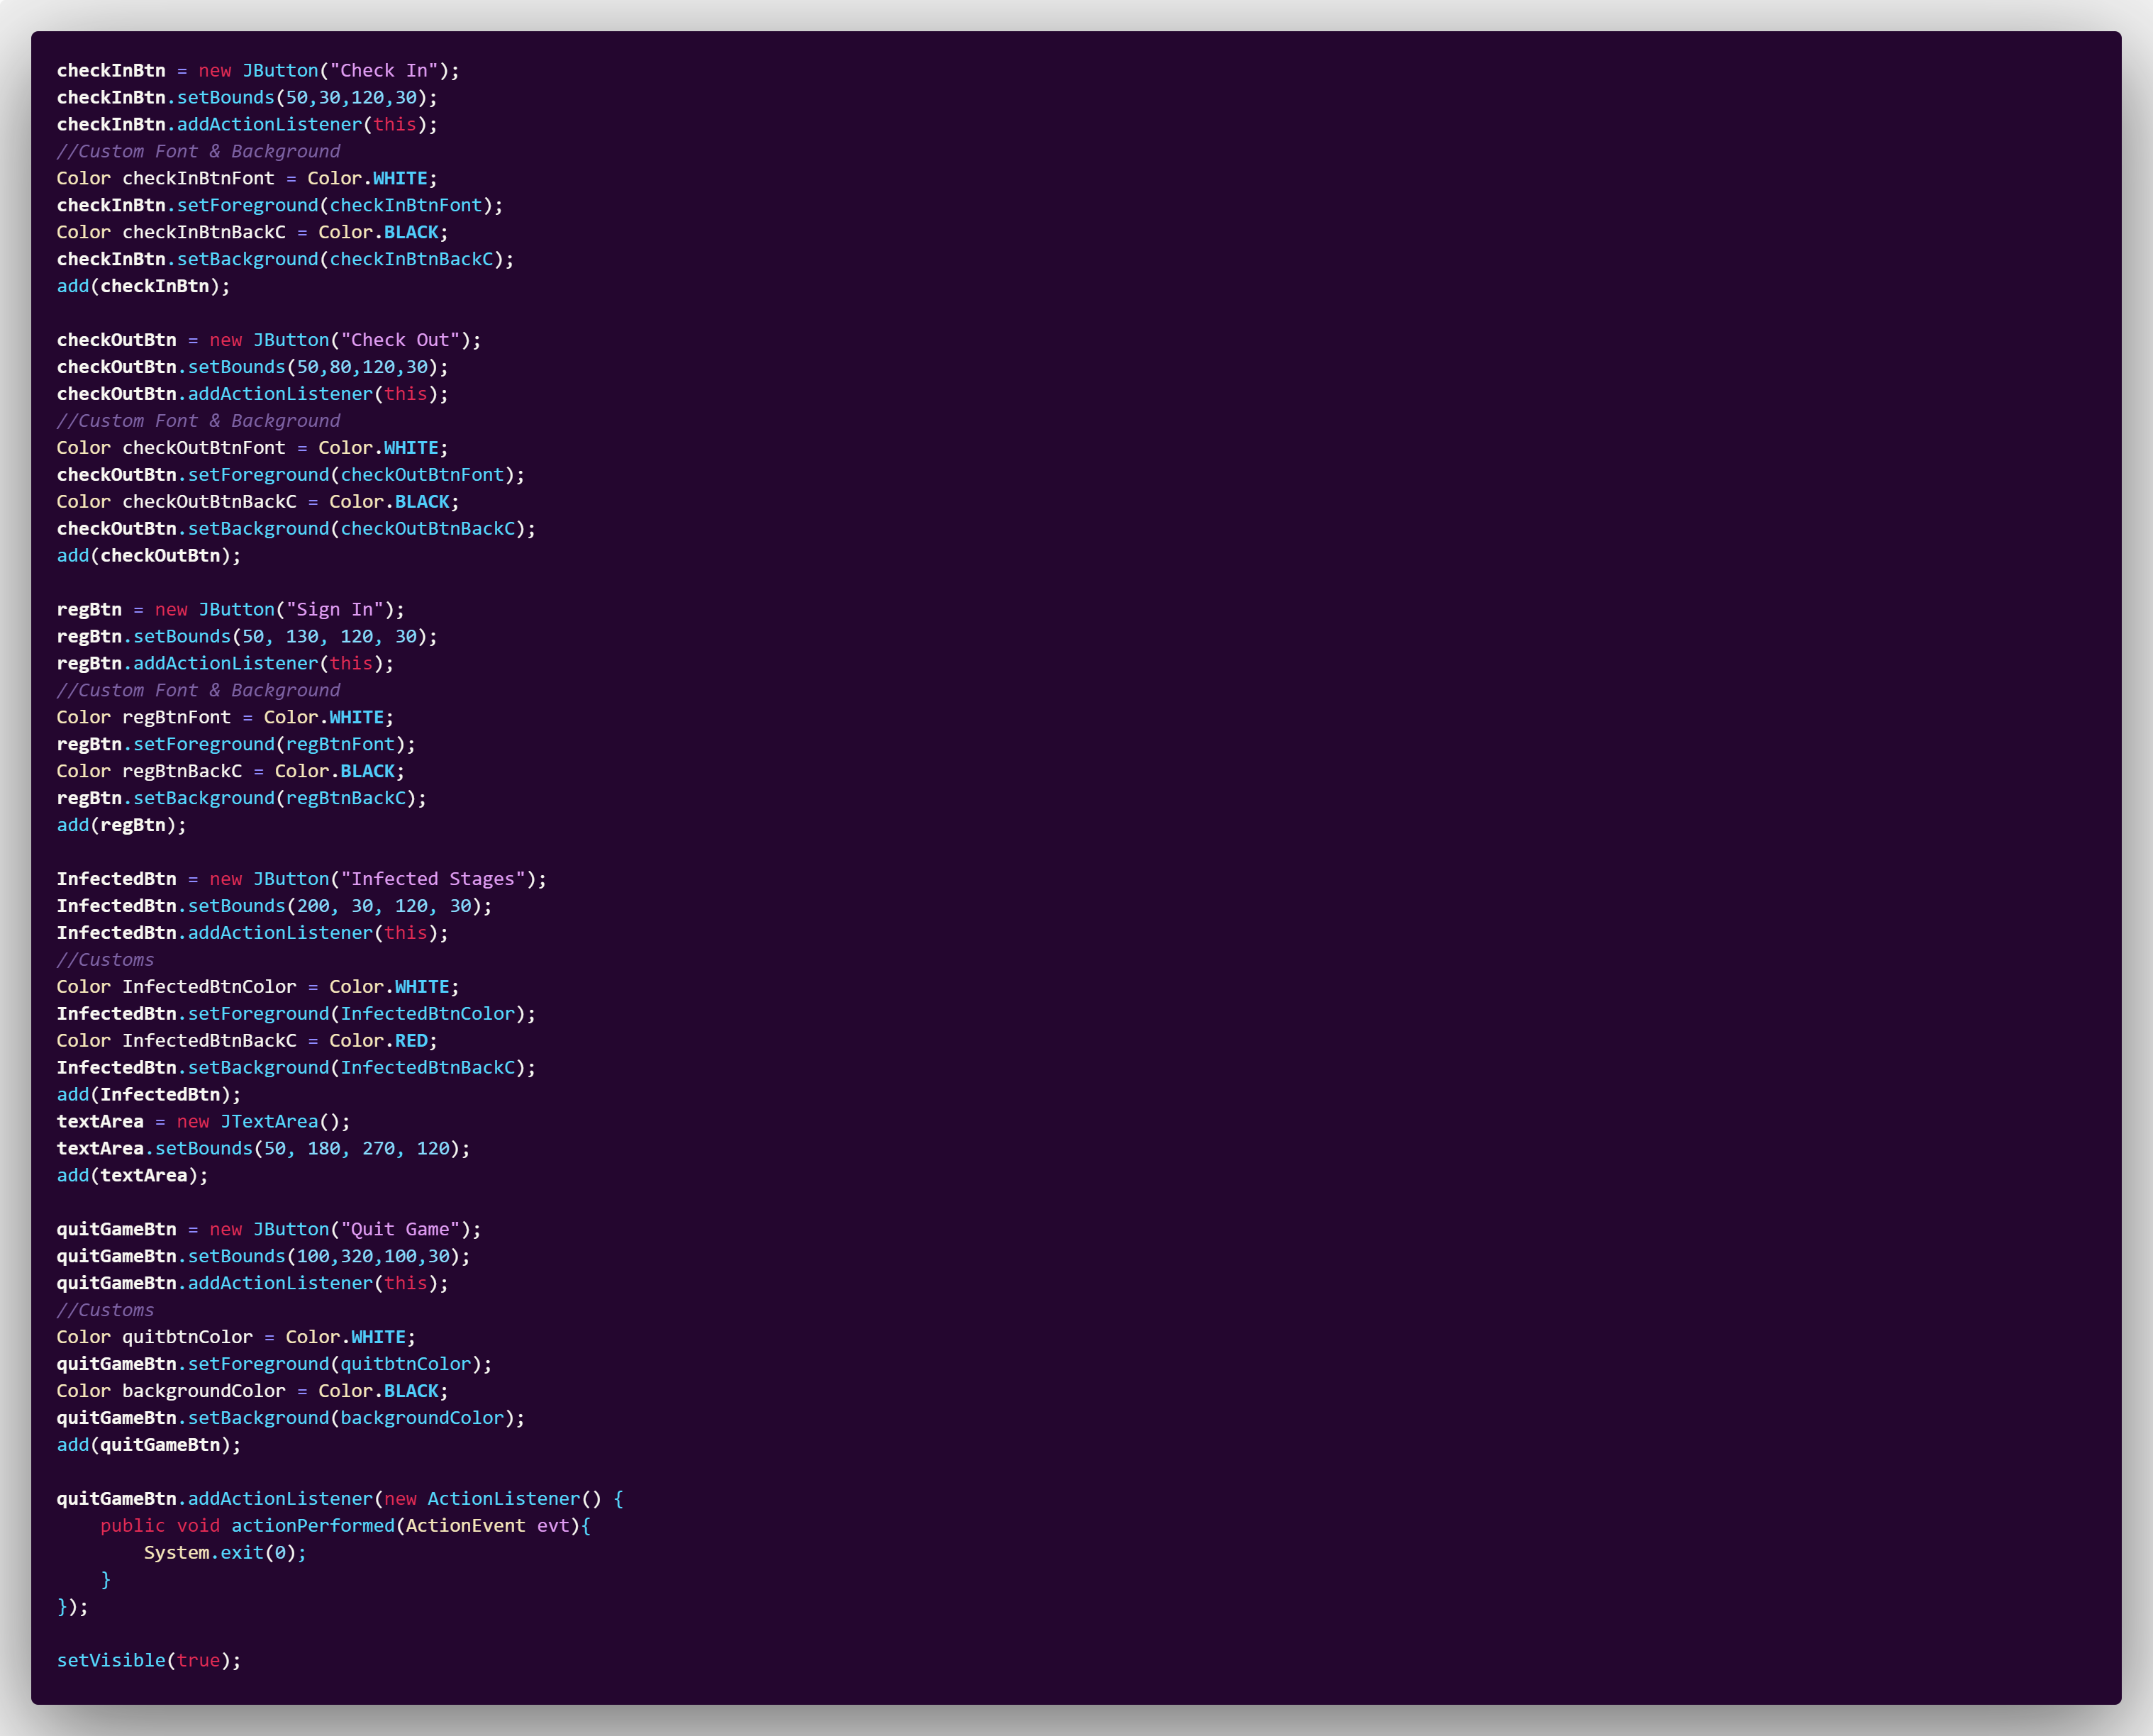 checkInBtn = new JButton("Check In");
checkInBtn.setBounds(50,30,120,30);
checkInBtn.addActionListener(this);
//Custom Font & Background
Color checkInBtnFont = Color.WHITE;
checkInBtn.setForeground(checkInBtnFont);
Color checkInBtnBackC = Color.BLACK;
checkInBtn.setBackground(checkInBtnBackC);
add(checkInBtn);

checkOutBtn = new JButton("Check Out");
checkOutBtn.setBounds(50,80,120,30);
checkOutBtn.addActionListener(this);
//Custom Font & Background
Color checkOutBtnFont = Color.WHITE;
checkOutBtn.setForeground(checkOutBtnFont);
Color checkOutBtnBackC = Color.BLACK;
checkOutBtn.setBackground(checkOutBtnBackC);
add(checkOutBtn);

regBtn = new JButton("Sign In");
regBtn.setBounds(50, 130, 120, 30);
regBtn.addActionListener(this);
//Custom Font & Background
Color regBtnFont = Color.WHITE;
regBtn.setForeground(regBtnFont);
Color regBtnBackC = Color.BLACK;
regBtn.setBackground(regBtnBackC);
add(regBtn);

InfectedBtn = new JButton("Infected Stages");
InfectedBtn.setBounds(200, 30, 120, 30);
InfectedBtn.addActionListener(this);
//Customs
Color InfectedBtnColor = Color.WHITE;
InfectedBtn.setForeground(InfectedBtnColor);
Color InfectedBtnBackC = Color.RED;
InfectedBtn.setBackground(InfectedBtnBackC);
add(InfectedBtn);
textArea = new JTextArea();
textArea.setBounds(50, 180, 270, 120);
add(textArea);

quitGameBtn = new JButton("Quit Game");
quitGameBtn.setBounds(100,320,100,30);
quitGameBtn.addActionListener(this);
//Customs
Color quitbtnColor = Color.WHITE;
quitGameBtn.setForeground(quitbtnColor);
Color backgroundColor = Color.BLACK;
quitGameBtn.setBackground(backgroundColor);
add(quitGameBtn);

quitGameBtn.addActionListener(new ActionListener() {
    public void actionPerformed(ActionEvent evt){
        System.exit(0);
    }
});

setVisible(true);